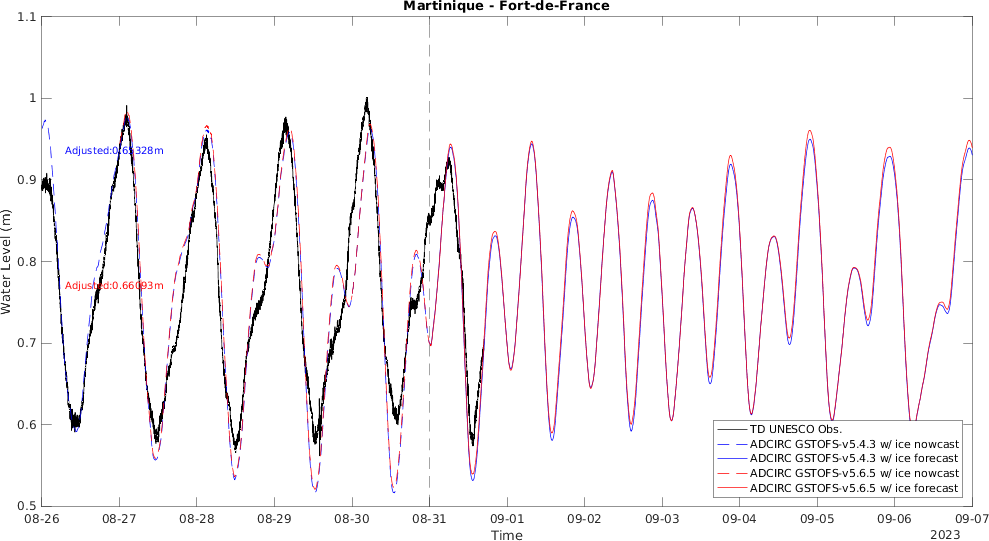 Martinique - Fort-de-France
1.1
1
0.9
0.8
0.7
0.6
0.5
Water Level (m)
Adjusted:0.65328m
Adjusted:0.66093m
TD UNESCO Obs.
ADCIRC GSTOFS-v5.4.3 w/ ice nowcast
ADCIRC GSTOFS-v5.4.3 w/ ice forecast
ADCIRC GSTOFS-v5.6.5 w/ ice nowcast
ADCIRC GSTOFS-v5.6.5 w/ ice forecast
08-26 08-27 08-28 08-29 08-30 08-31 09-01 09-02 09-03 09-04 09-05 09-06 09-07
Time
2023